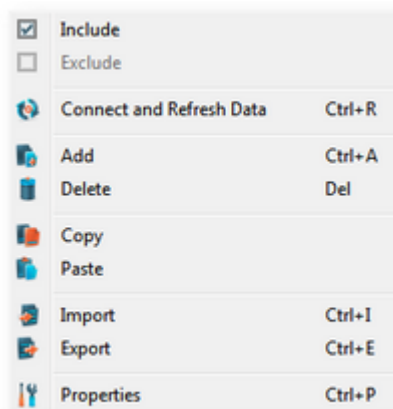 Include
Exclude
Connect and Refresh Data Ctrl+R
Add Ctrl+A
Delete Del
Copy
Paste
Import Ctrl+I
Export Ctrl+E
Properties Ctrl+P